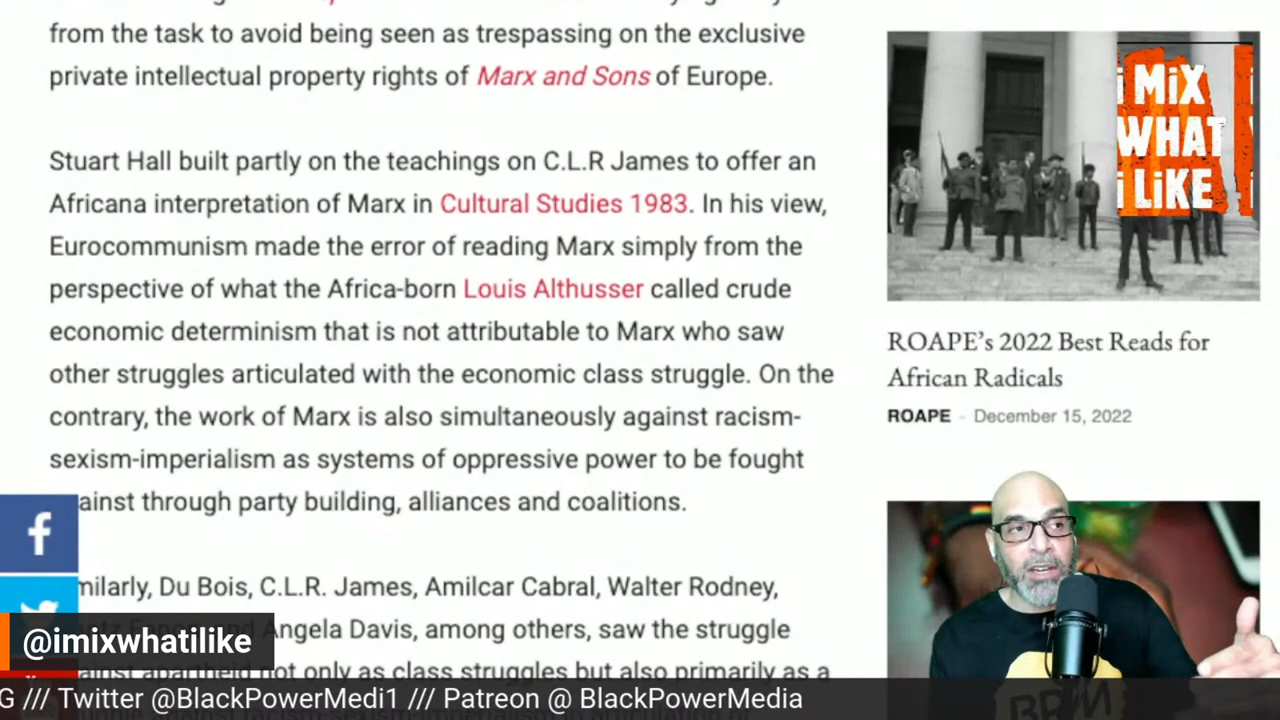 from the task to avoid being seen as trespassing on the exclusive
private intellectual property rights of Marx and Sons of Europe.
Stuart Hall built partly on the teachings on C.L.R James to offer an
Africana interpretation of Marx in Cultural Studies 1983. In his view,
Eurocommunism made the error of reading Marx simply from the
perspective of what the Africa-born Louis Althusser called crude
economic determinism that is not attributable to Marx who saw
other struggles articulated with the economic class struggle. On the
contrary, the work of Marx is also simultaneously against racism-
sexism-imperialism as systems of oppressive power to be fought
ainst through party building, alliances and coalitions.
milarly, Du Bois, C.L.R. James, Amilcar Cabral, Walter Rodney,
Angela Davis, among others, saw the struggle
ainst apartheid not only as class struggles but also primarily as a
i MiX
WHAT
i LiKE
ROAPE's 2022 Best Reads for
African Radicals
ROAPE - December 15, 2022
f
BPM
@imixwhatilike
G /// Twitter @BlackPowerMedi1 /// Patreon @ BlackPowerMedia